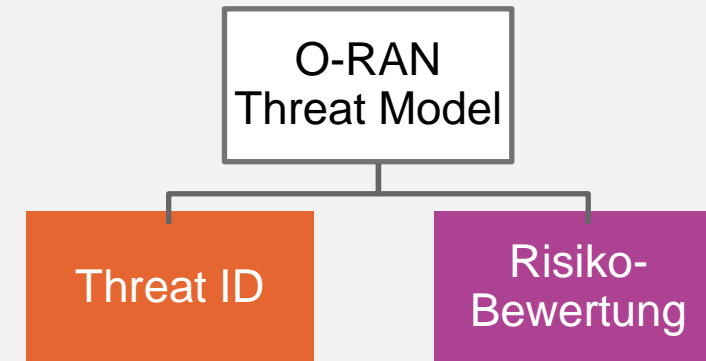 O-RAN
Threat Model
Threat ID
Risiko-
Bewertung